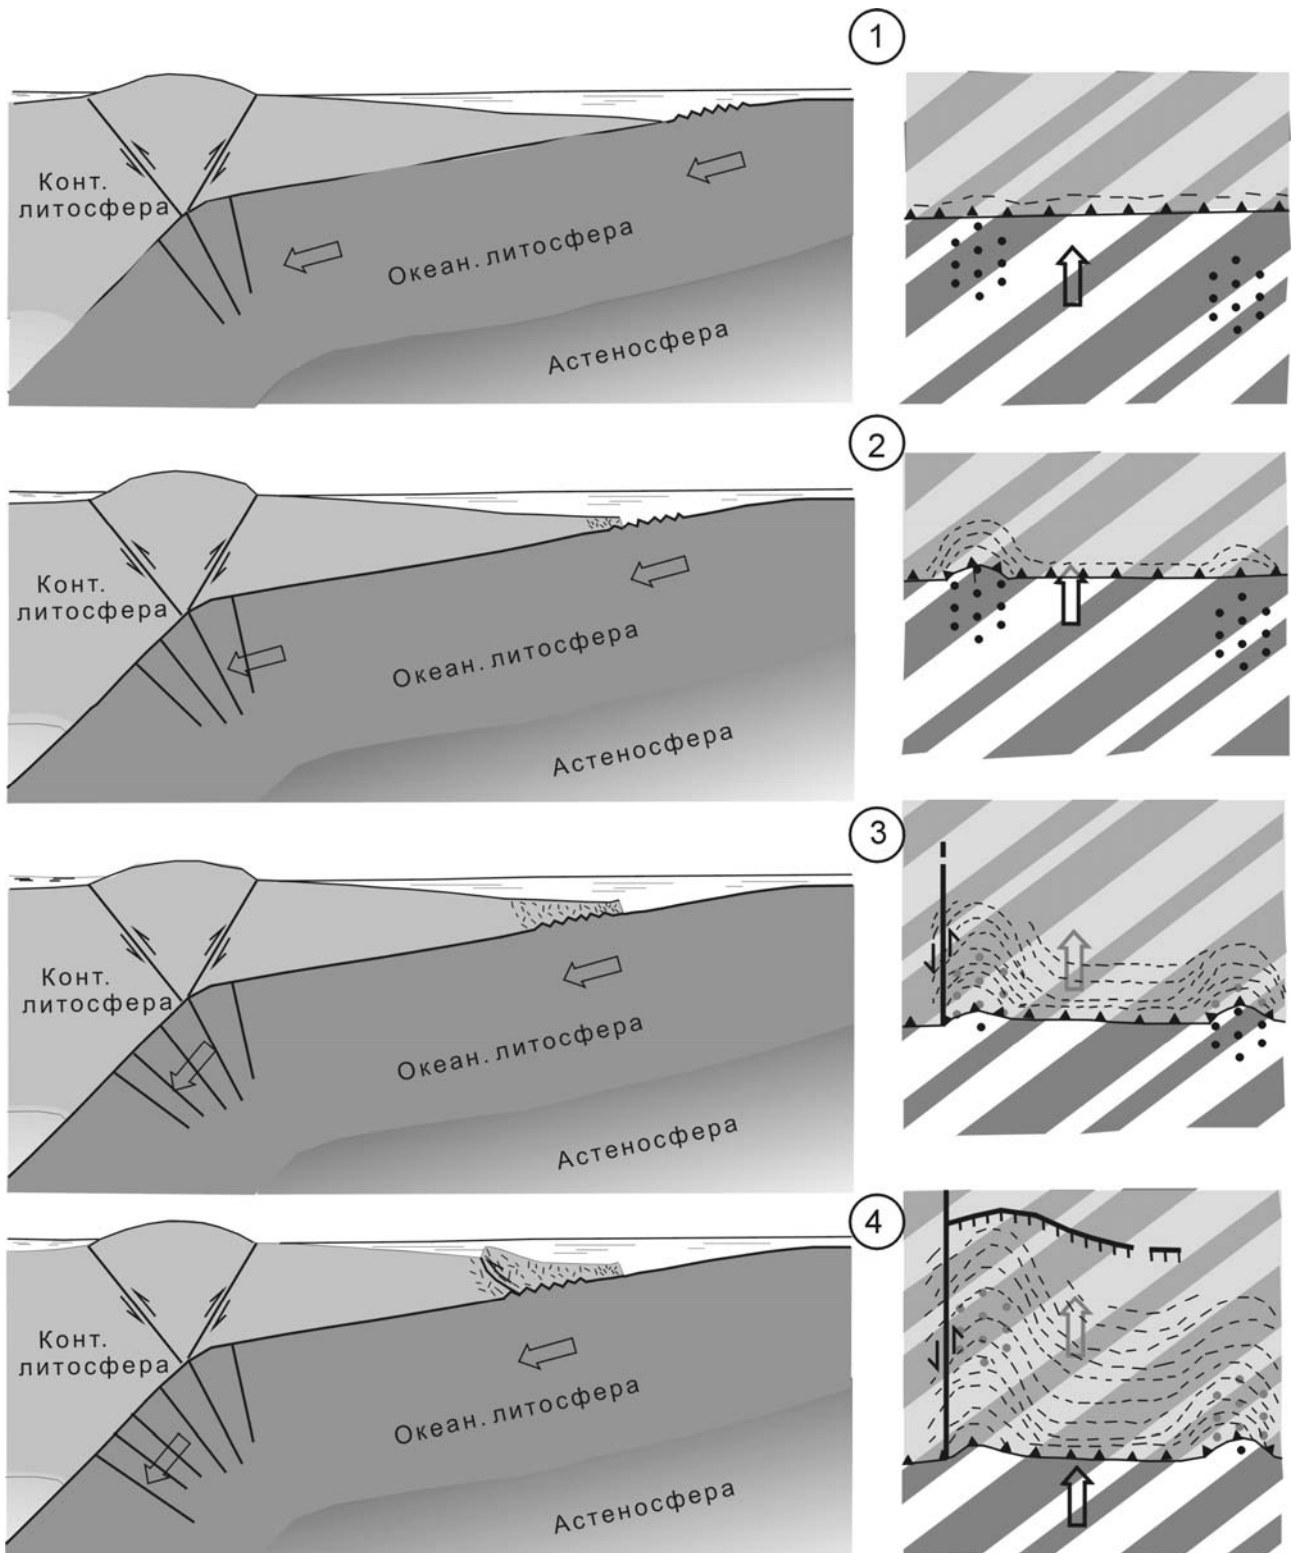 1
Конт.
литосфера
Океан. литосфера
Астеносфера
2
Конт.
литосфера
Океан. литосфера
Астеносфера
3
Конт.
литосфера
Океан. литосфера
Астеносфера
4
Конт.
литосфера
Океан. литосфера
Астеносфера